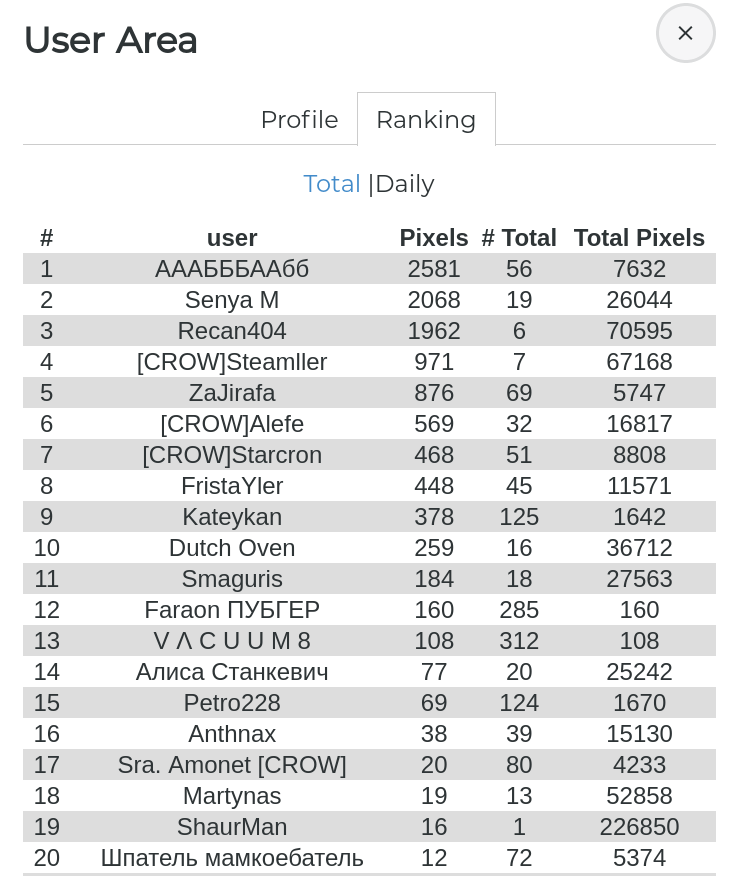 User Area
×
Profile Ranking
Total |Daily
# user Pixels # Total Total Pixels
1 АААБББААбб 2581 56 7632
2 Senya M 2068 19 26044
3 Recan404 1962 6 70595
4 [CROW]Steamller 971 7 67168
5 ZaJirafa 876 69 5747
6 [CROW]Alefe 569 32 16817
7 [CROW]Starcron 468 51 8808
8 FristaYler 448 45 11571
9 Kateykan 378 125 1642
10 Dutch Oven 259 16 36712
11 Smaguris 184 18 27563
12 Faraon ПУБГЕР 160 285 160
13 V Λ C U U M 8 108 312 108
14 Алиса Станкевич 77 20 25242
15 Petro228 69 124 1670
16 Anthnax 38 39 15130
17 Sra. Amonet [CROW] 20 80 4233
18 Martynas 19 13 52858
19 ShaurMan 16 1 226850
20 Шпатель мамкоебатель 12 72 5374